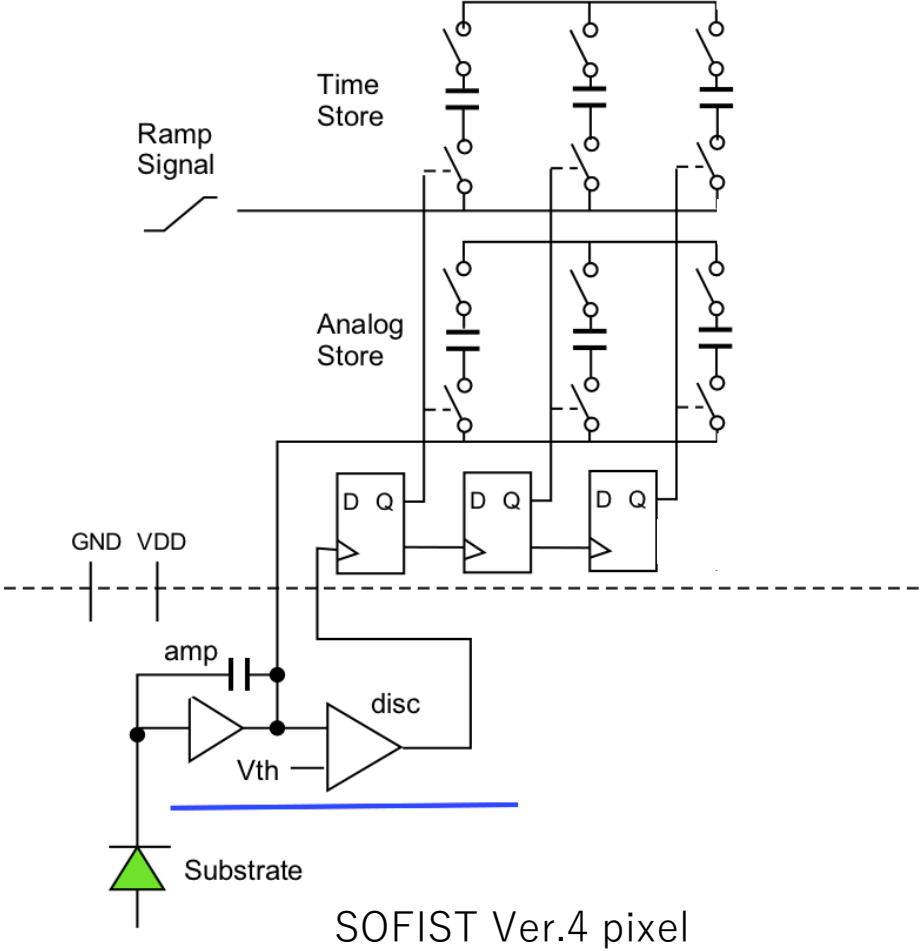 Time
Store
Ramp
Signal
Analog
Store
D Q
D Q
D Q
GND VDD
amp
disc
Vth
Substrate
SOFIST Ver.4 pixel